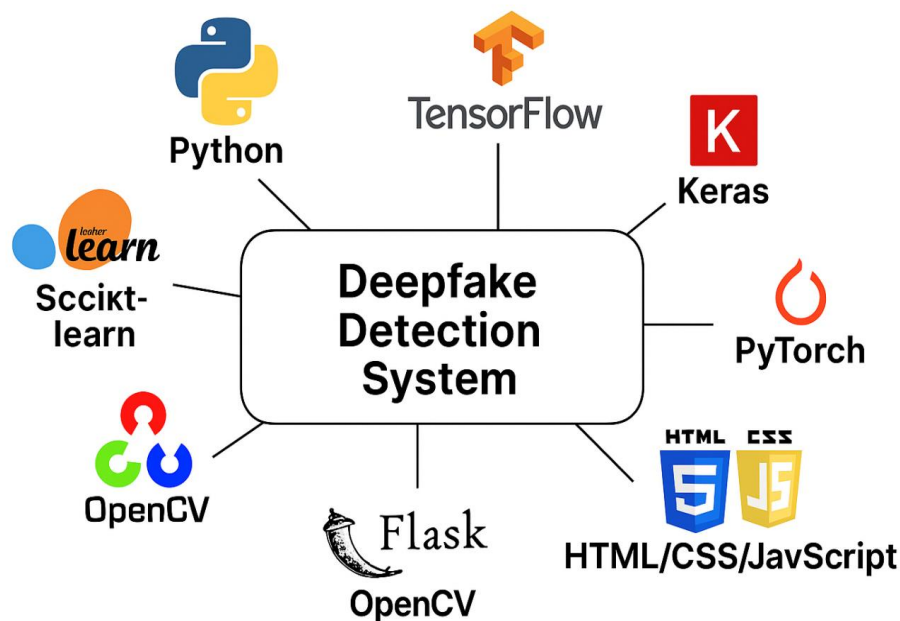 TensorFlow
Python
K
Keras
looher
learn
Sccikt-
learn
Deepfake
Detection
System
PyTorch
OpenCV
HTML CSS
5 JS
HTML/CSS/JavScript
Flask
OpenCV